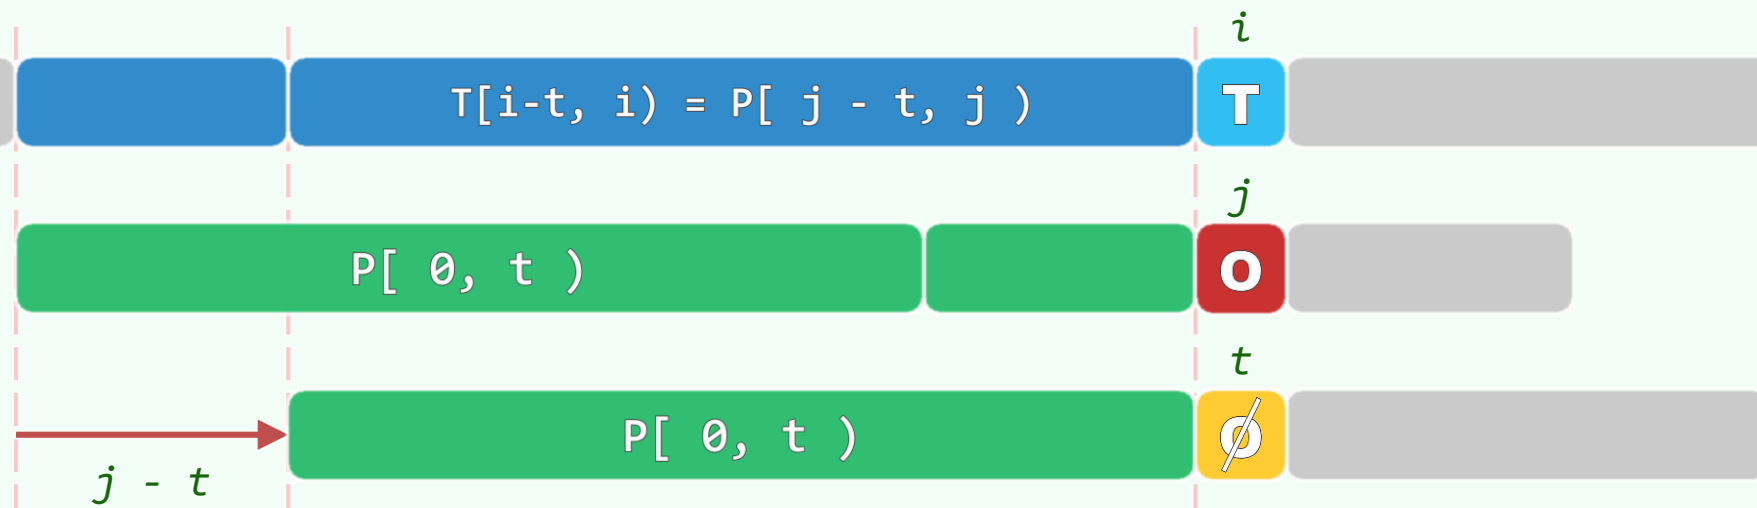 i
T[i-t, i) = P[ j - t, j ) T
j
P[ 0, t ) O
t
P[ 0, t ) O̸
j - t